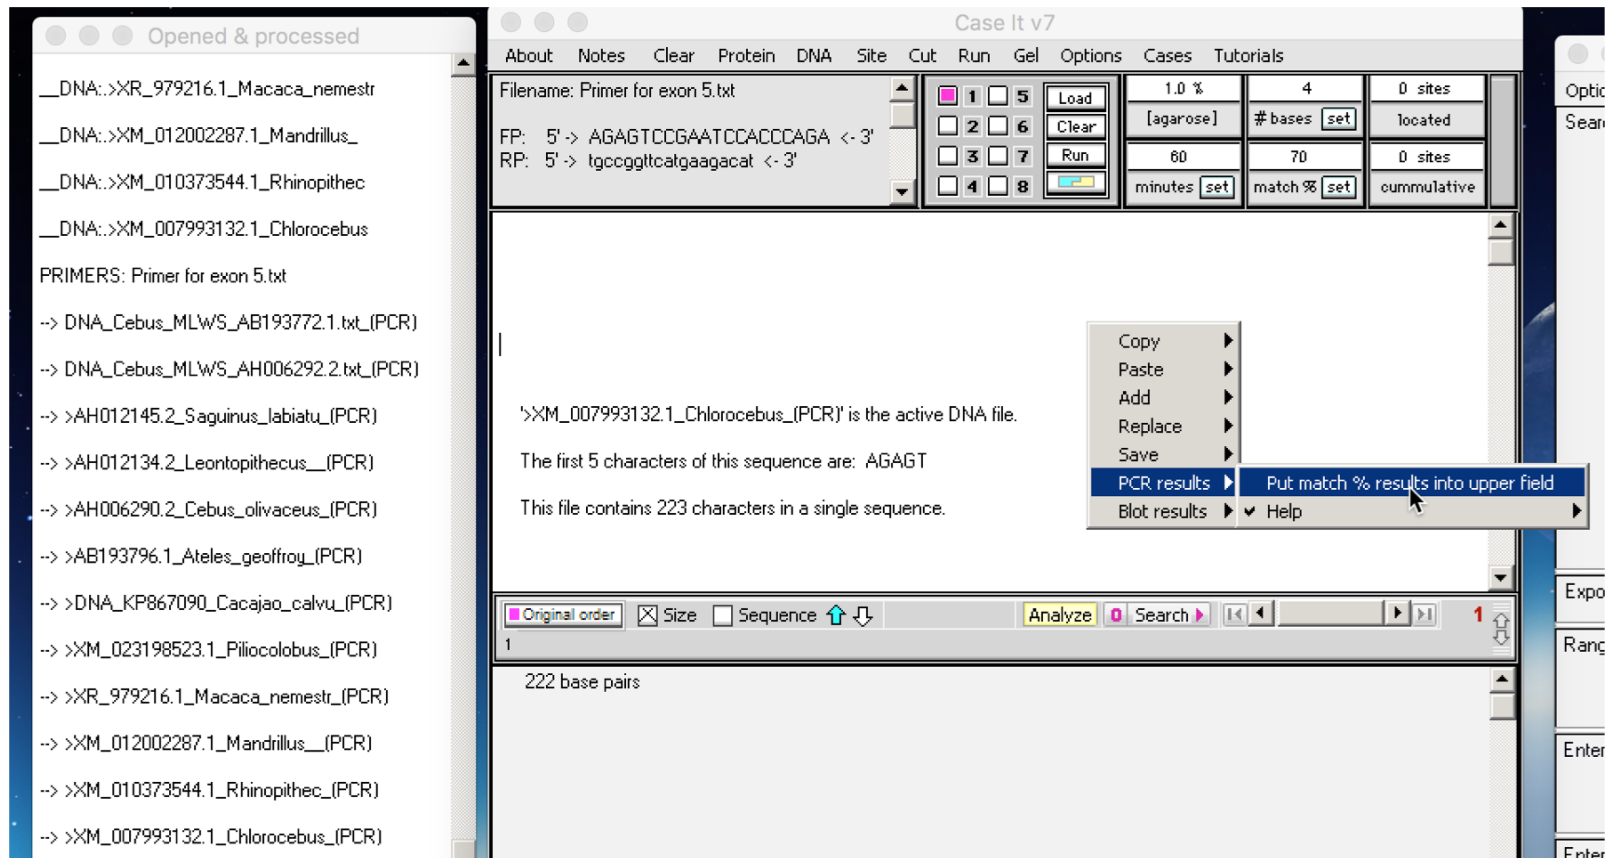 Opened & processed
__DNA:.>XR_979216.1_Macaca_nemestr
__DNA:.>XM_012002287.1_Mandrillus_
__DNA:.>XM_010373544.1_Rhinopithec
__DNA:.>XM_007993132.1_Chlorocebus
PRIMERS: Primer for exon 5.txt
--> DNA_Cebus_MLWS_AB193772.1.txt_(PCR)
--> DNA_Cebus_MLWS_AH006292.2.txt_(PCR)
--> >AH012145.2_Saguinus_labiatu_(PCR)
--> >AH012134.2_Leontopithecus__(PCR)
--> >AH006290.2_Cebus_olivaceus_(PCR)
--> >AB193796.1_Ateles_geoffroy_(PCR)
--> >DNA_KP867090_Cacajao_calvu_(PCR)
--> >XM_023198523.1_Piliocolobus_(PCR)
--> >XR_979216.1_Macaca_nemestr_(PCR)
--> >XM_012002287.1_Mandrillus__(PCR)
--> >XM_010373544.1_Rhinopithec_(PCR)
--> >XM_007993132.1_Chlorocebus_(PCR)
Case It v7
About Notes Clear Protein DNA Site Cut Run Gel Options Cases Tutorials
Filename: Primer for exon 5.txt
FP: 5'-> AGAGTCCGAATCCACCCAGA <- 3'
RP: 5'-> tgccggttcatgaagacat <- 3'
1 5 Load
2 6 Clear
3 7 Run
4 8
1.0 % 4 0 sites
[agarose] # bases set located
60 70 0 sites
minutes set match % set cummulative
'>XM_007993132.1_Chlorocebus_(PCR)' is the active DNA file.
The first 5 characters of this sequence are: AGAGT
This file contains 223 characters in a single sequence.
Copy
Paste
Add
Replace
Save
PCR results Put match % results into upper field
Blot results Help
Original order Size Sequence Analyze 0 Search 1
1
222 base pairs
Optio
Sear
Expo
Rang
Enter
Enter